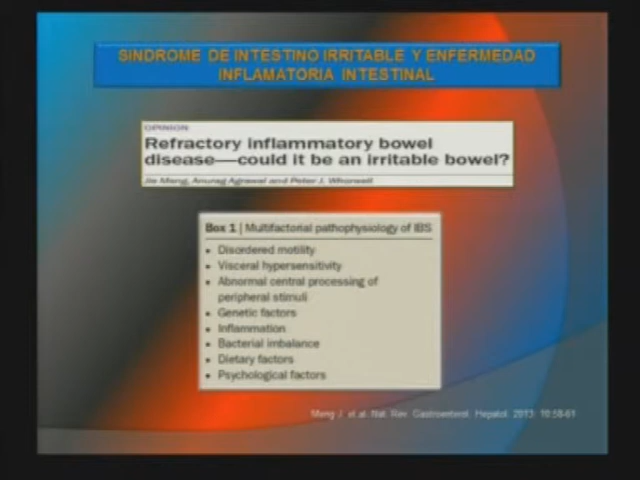 SINDROME DE INTESTINO IRRITABLE Y ENFERMEDAD
INFLAMATORIA INTESTINAL
OPINION
Refractory inflammatory bowel
disease—could it be an irritable bowel?
Jie Meng, Anurag Agrawal and Peter J. Whorwell
Box 1 | Multifactorial pathophysiology of IBS
• Disordered motility
• Visceral hypersensitivity
• Abnormal central processing of
peripheral stimuli
• Genetic factors
• Inflammation
• Bacterial imbalance
• Dietary factors
• Psychological factors
Meng J. et.at. Nat. Rev. Gastroenterol. Hepatol. 2013: 10:58-61